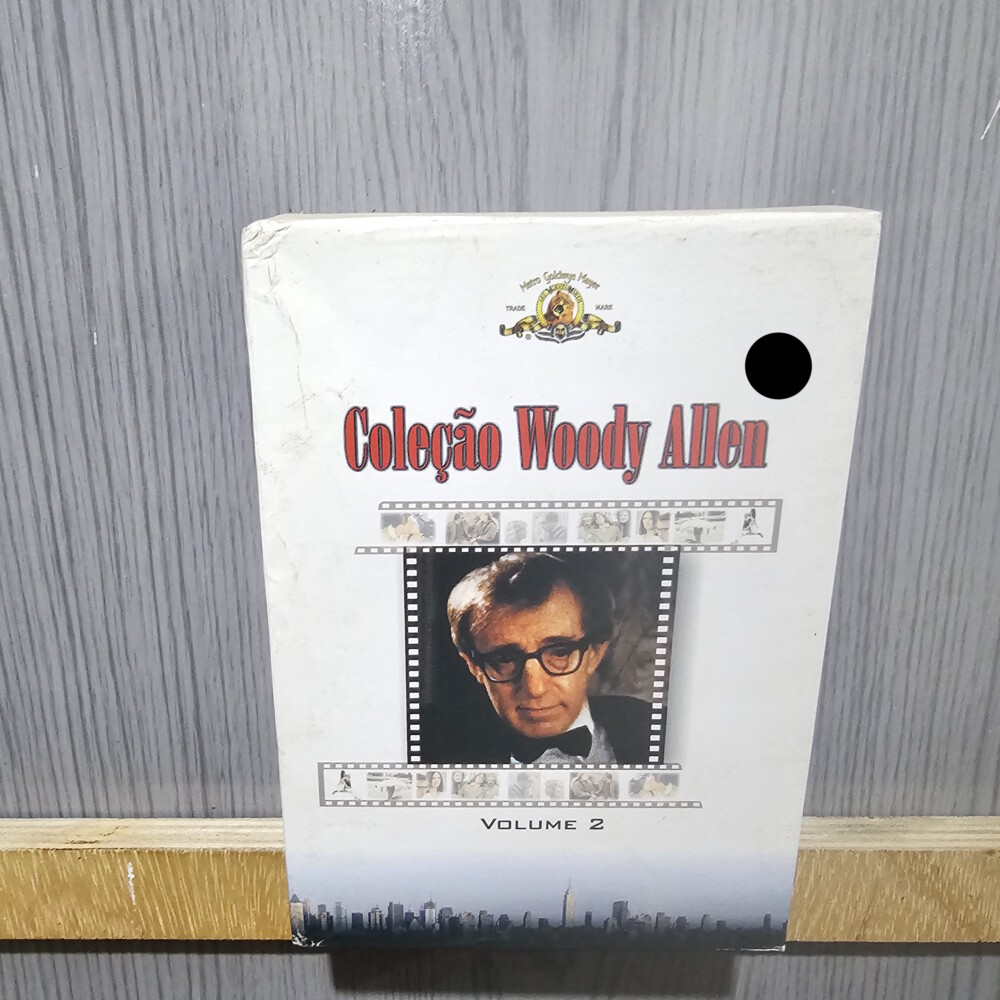 Metro Goldwyn Mayer
TRADE MARK
Coleção Woody Allen
VOLUME 2